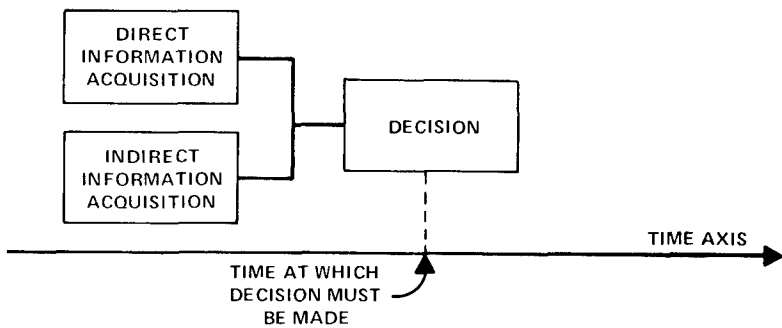 DIRECT
INFORMATION
ACQUISITION
DECISION
INDIRECT
INFORMATION
ACQUISITION
TIME AXIS
TIME AT WHICH
DECISION MUST
BE MADE